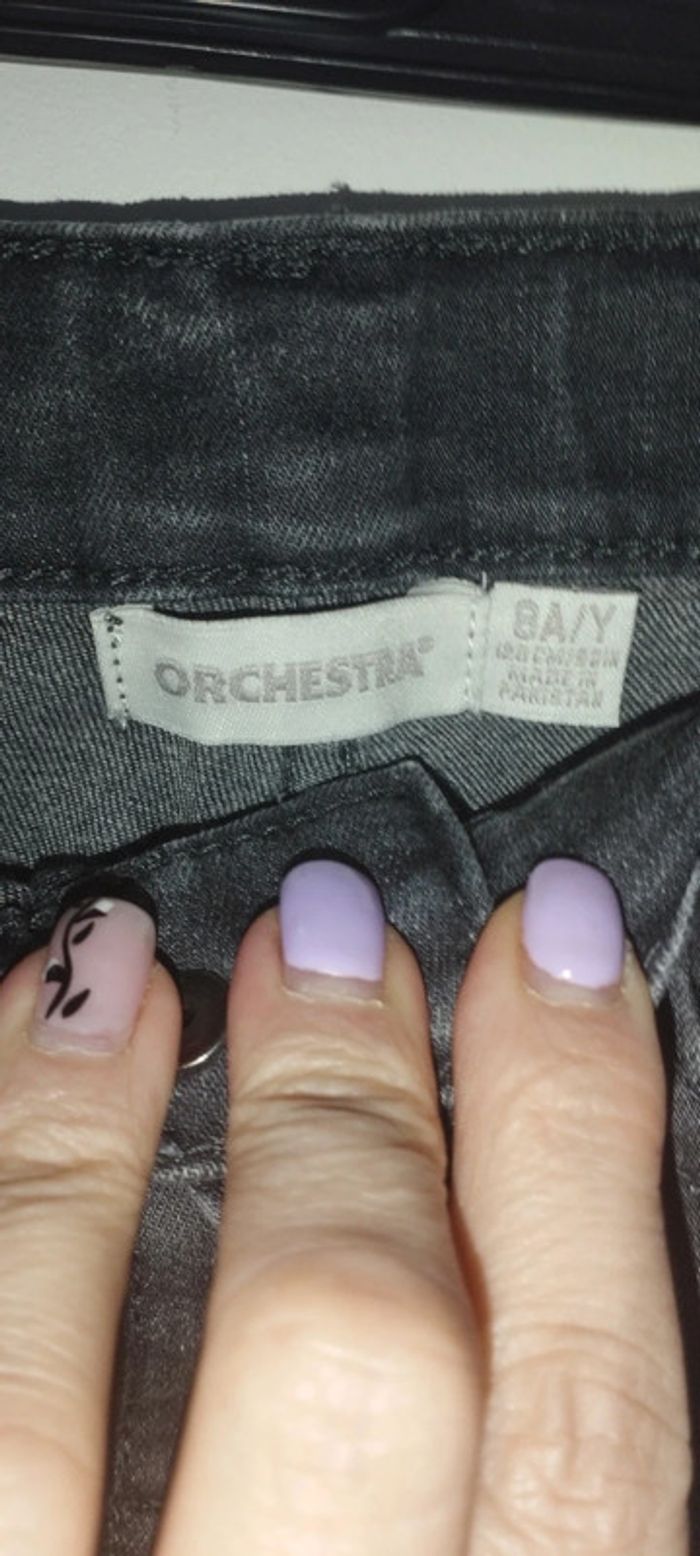 ORCHESTRA®
8A/Y
MADE IN
PAKISTAN